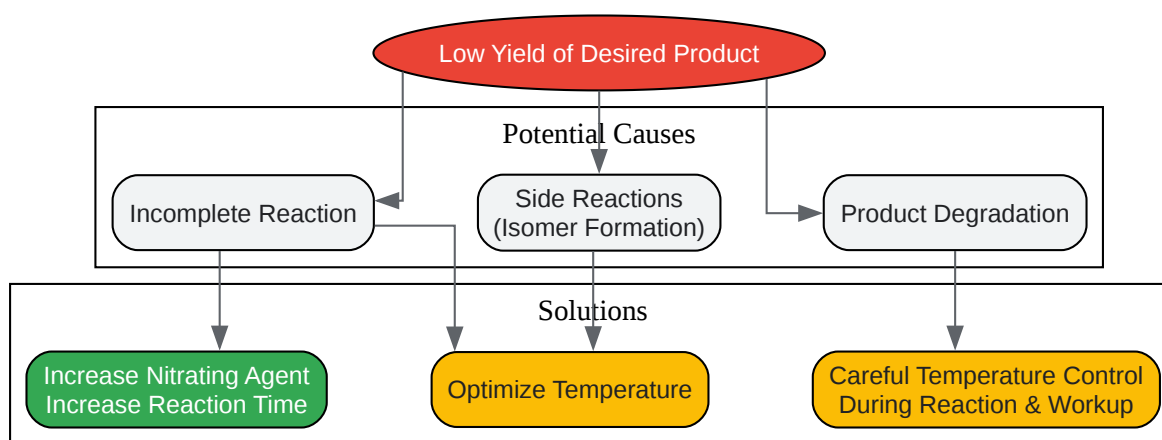 Low Yield of Desired Product
Potential Causes
Incomplete Reaction
Side Reactions
(Isomer Formation)
Product Degradation
Solutions
Increase Nitrating Agent
Increase Reaction Time
Optimize Temperature
Careful Temperature Control
During Reaction & Workup